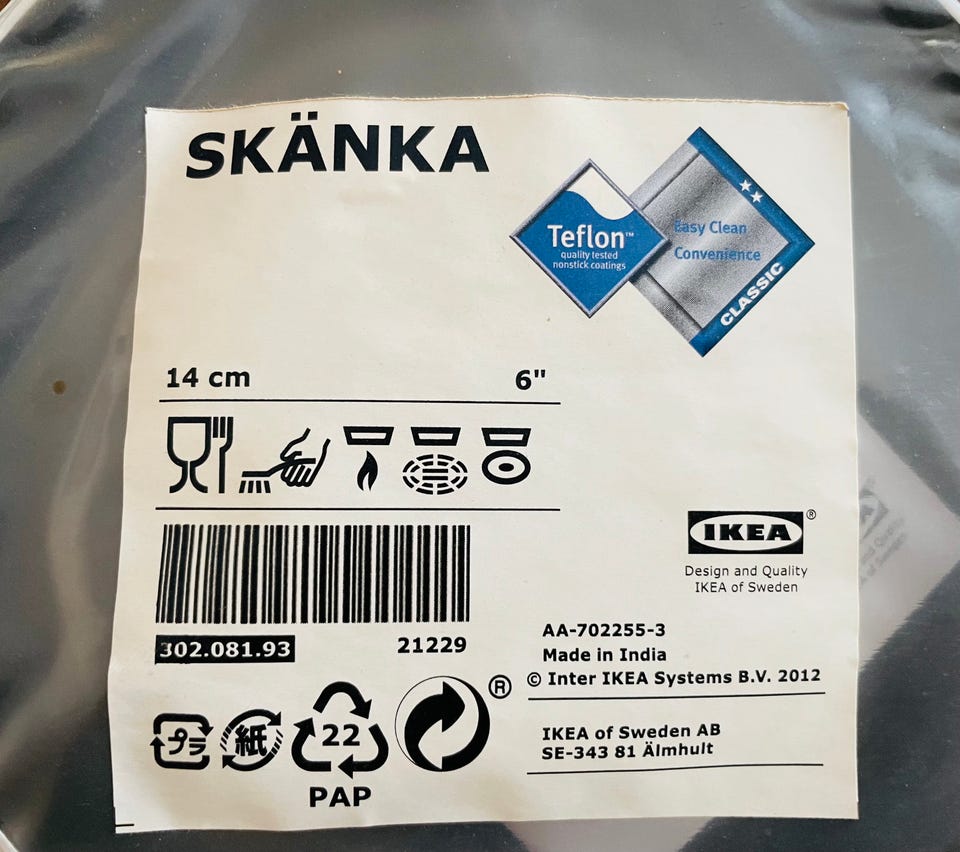 SKÄNKA
Teflon™
quality tested
nonstick coatings
Easy Clean
Convenience
CLASSIC
14 cm 6"
IKEA®
Design and Quality
IKEA of Sweden
302.081.93 21229
AA-702255-3
Made in India
© Inter IKEA Systems B.V. 2012
プラ 紙 22 ®
PAP
IKEA of Sweden AB
SE-343 81 Älmhult